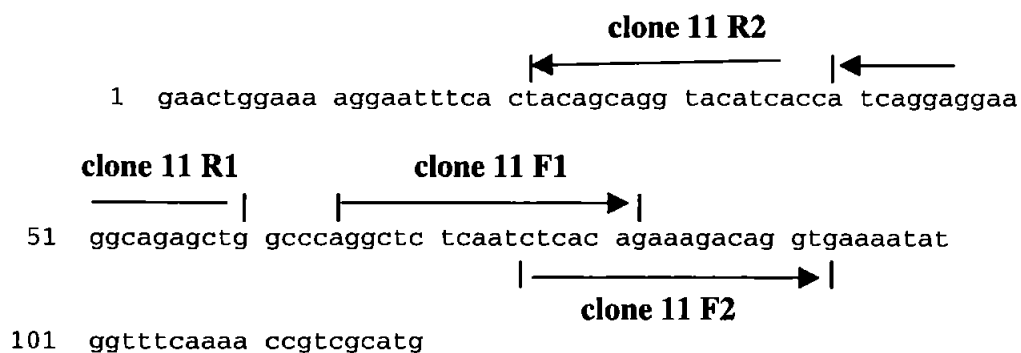 clone 11 R2
1 gaactggaaa aggaatttca ctacagcagg tacatcacca tcaggaggaa
clone 11 R1 clone 11 F1
51 ggcagagctg gcccaggctc tcaatctcac agaaagacag gtgaaaatat
clone 11 F2
101 ggtttcaaaa ccgtcgcatg